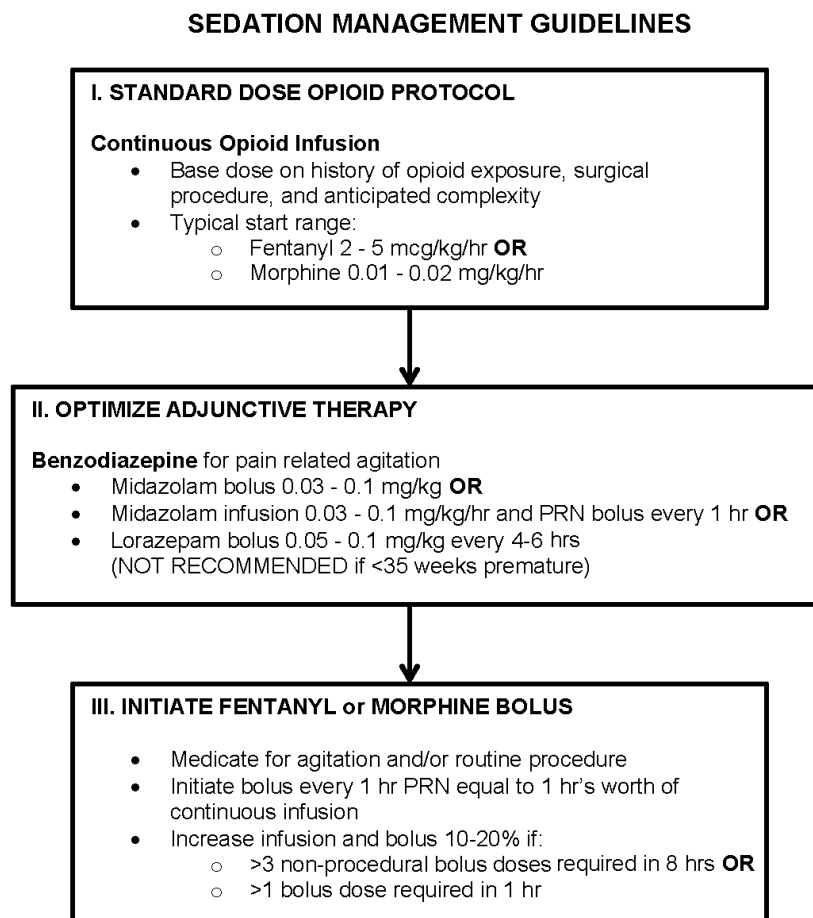 SEDATION MANAGEMENT GUIDELINES
I. STANDARD DOSE OPIOID PROTOCOL
Continuous Opioid Infusion
• Base dose on history of opioid exposure, surgical
procedure, and anticipated complexity
• Typical start range:
o Fentanyl 2 - 5 mcg/kg/hr OR
o Morphine 0.01 - 0.02 mg/kg/hr
II. OPTIMIZE ADJUNCTIVE THERAPY
Benzodiazepine for pain related agitation
• Midazolam bolus 0.03 - 0.1 mg/kg OR
• Midazolam infusion 0.03 - 0.1 mg/kg/hr and PRN bolus every 1 hr OR
• Lorazepam bolus 0.05 - 0.1 mg/kg every 4-6 hrs
(NOT RECOMMENDED if <35 weeks premature)
III. INITIATE FENTANYL or MORPHINE BOLUS
• Medicate for agitation and/or routine procedure
• Initiate bolus every 1 hr PRN equal to 1 hr's worth of
continuous infusion
• Increase infusion and bolus 10-20% if:
o >3 non-procedural bolus doses required in 8 hrs OR
o >1 bolus dose required in 1 hr